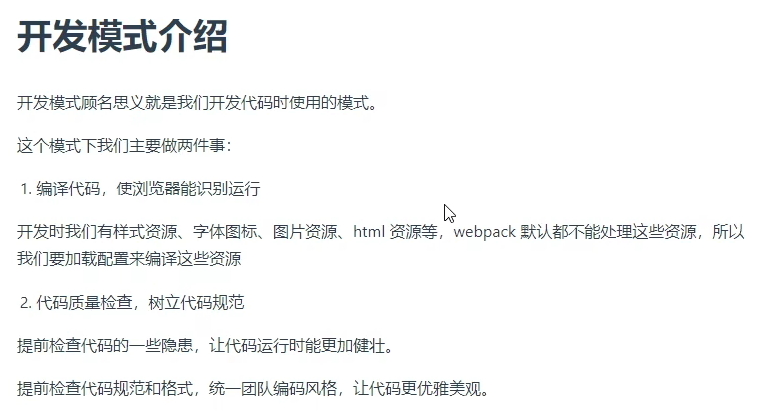 开发模式介绍
开发模式顾名思义就是我们开发代码时使用的模式。
这个模式下我们主要做两件事：
1. 编译代码，使浏览器能识别运行
开发时我们有样式资源、字体图标、图片资源、html 资源等，webpack 默认都不能处理这些资源，所以
我们要加载配置来编译这些资源
2. 代码质量检查，树立代码规范
提前检查代码的一些隐患，让代码运行时能更加健壮。
提前检查代码规范和格式，统一团队编码风格，让代码更优雅美观。